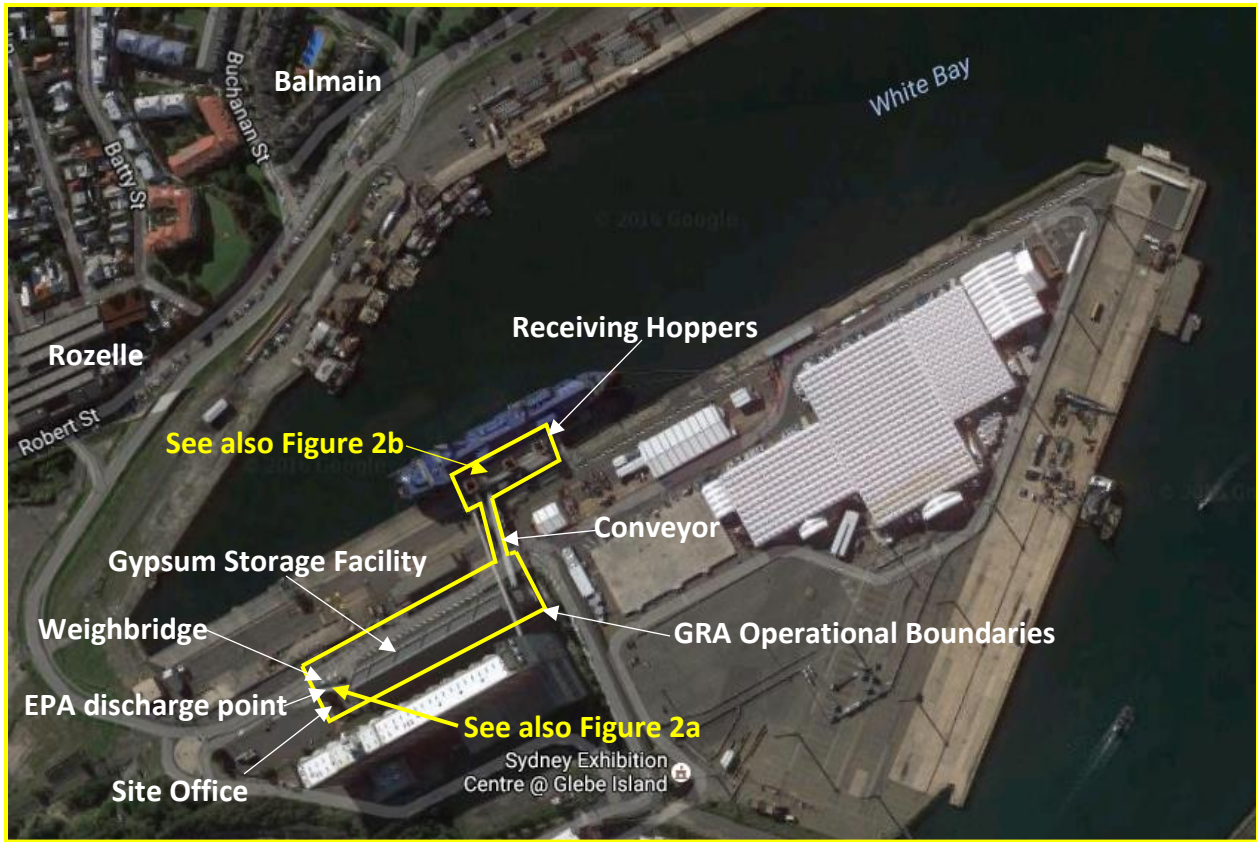 Balmain
Buchanan St
Batty St
White Bay
© 2016 Google
Receiving Hoppers
Rozelle
Robert St
See also Figure 2b
© 2016 Google
Conveyor
Gypsum Storage Facility
Weighbridge
GRA Operational Boundaries
EPA discharge point
See also Figure 2a
Sydney Exhibition
Centre @ Glebe Island
Site Office